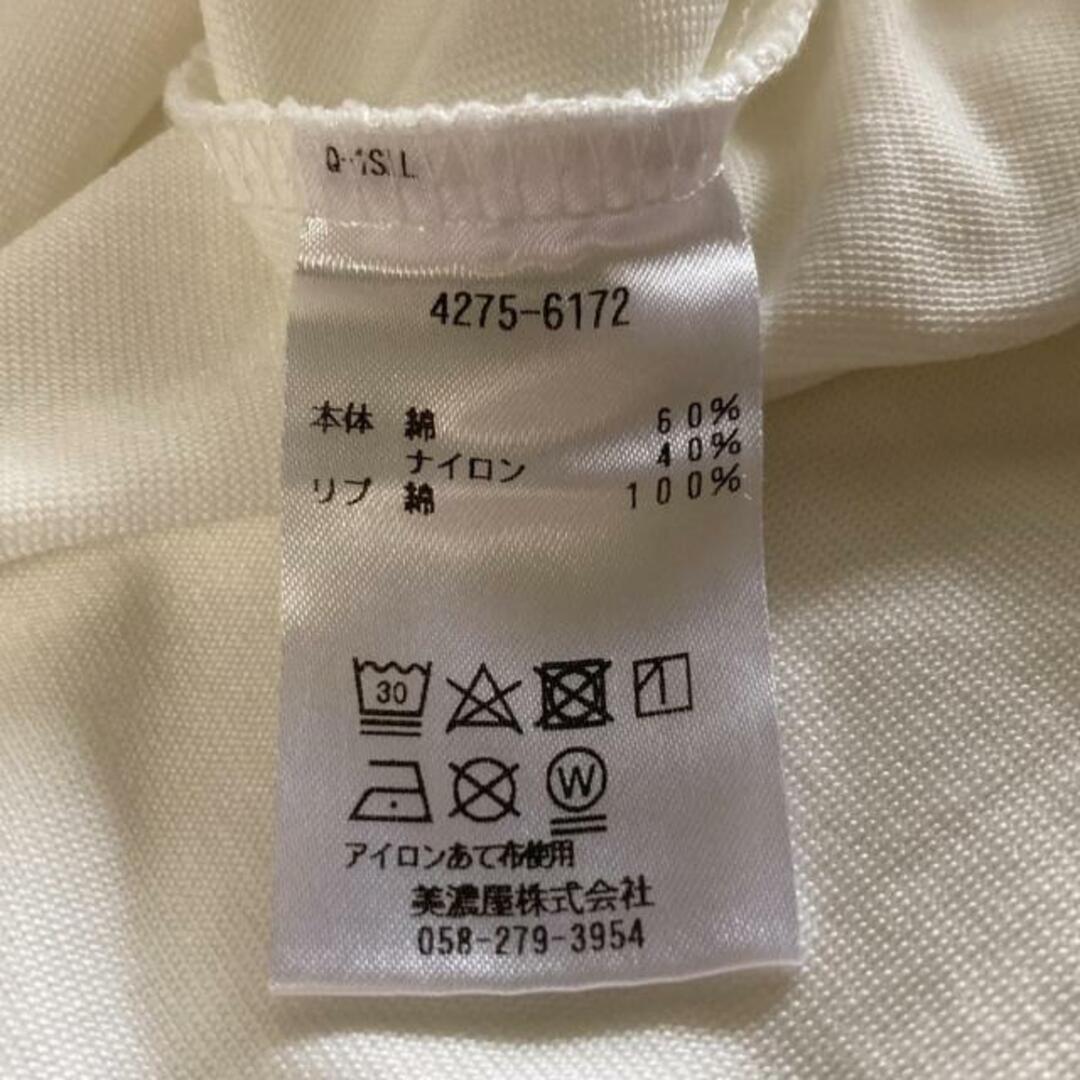 Q-1S L
4275-6172
本体 綿 60%
ナイロン 40%
リブ 綿 100%
30
W
アイロンあて布使用
美濃屋株式会社
058-279-3954